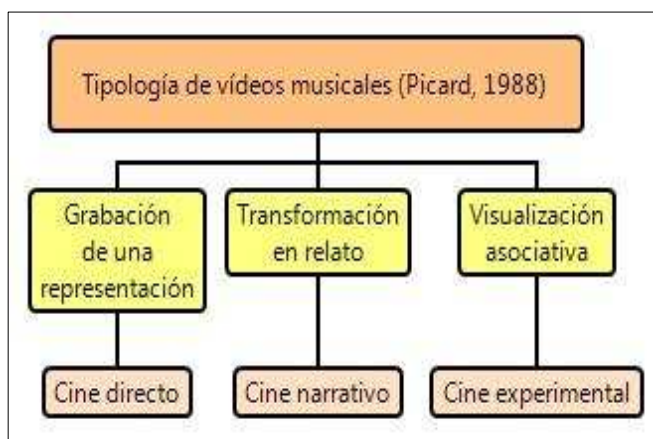 Tipología de vídeos musicales (Picard, 1988)
Grabación
de una
representación
Transformación
en relato
Visualización
asociativa
Cine directo
Cine narrativo
Cine experimental